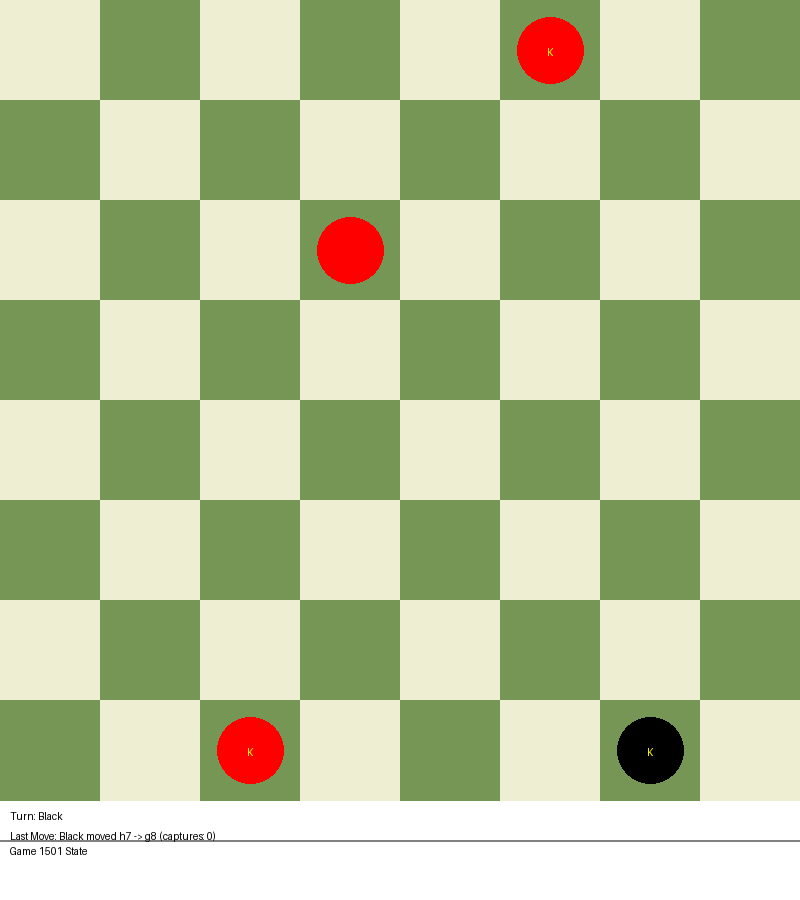 K
K
K
Turn: Black
Last Move: Black moved h7 -> g8 (captures: 0)
Game 1501 State